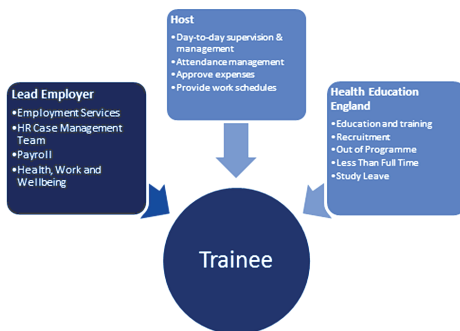 Host
•Day-to-day supervision &
management
•Attendance management
•Approve expenses
•Provide work schedules
Lead Employer
•Employment Services
•HR Case Management
Team
•Payroll
•Health, Work and
Wellbeing
Health Education
England
•Education and training
•Recruitment
•Out of Programme
•Less Than Full Time
•Study Leave
Trainee